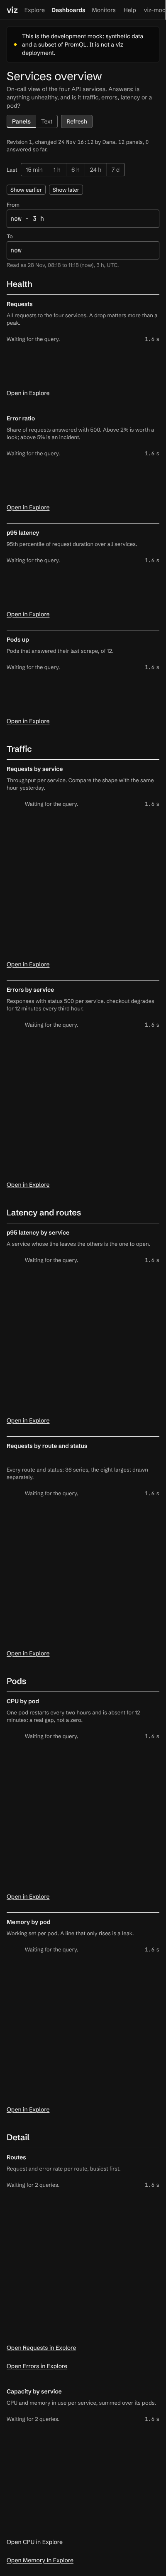 viz Explore Dashboards Monitors Help viz-moc
This is the development mock: synthetic data
and a subset of PromQL. It is not a viz
deployment.
Services overview
On-call view of the four API services. Answers: is
anything unhealthy, and is it traffic, errors, latency or a
pod?
Panels Text Refresh
Revision 1, changed 24 Nov 16:12 by Dana. 12 panels, 0
answered so far.
Last 15 min 1 h 6 h 24 h 7 d
Show earlier Show later
From
now - 3 h
To
now
Read as 28 Nov, 08:18 to 11:18 (now), 3 h, UTC.
Health
Requests
All requests to the four services. A drop matters more than a
peak.
Waiting for the query. 1.6 s
Open in Explore
Error ratio
Share of requests answered with 500. Above 2% is worth a
look; above 5% is an incident.
Waiting for the query. 1.6 s
Open in Explore
p95 latency
95th percentile of request duration over all services.
Waiting for the query. 1.6 s
Open in Explore
Pods up
Pods that answered their last scrape, of 12.
Waiting for the query. 1.6 s
Open in Explore
Traffic
Requests by service
Throughput per service. Compare the shape with the same
hour yesterday.
Waiting for the query. 1.6 s
Open in Explore
Errors by service
Responses with status 500 per service. checkout degrades
for 12 minutes every third hour.
Waiting for the query. 1.6 s
Open in Explore
Latency and routes
p95 latency by service
A service whose line leaves the others is the one to open.
Waiting for the query. 1.6 s
Open in Explore
Requests by route and status
Every route and status: 36 series, the eight largest drawn
separately.
Waiting for the query. 1.6 s
Open in Explore
Pods
CPU by pod
One pod restarts every two hours and is absent for 12
minutes: a real gap, not a zero.
Waiting for the query. 1.6 s
Open in Explore
Memory by pod
Working set per pod. A line that only rises is a leak.
Waiting for the query. 1.6 s
Open in Explore
Detail
Routes
Request and error rate per route, busiest first.
Waiting for 2 queries. 1.6 s
Open Requests in Explore
Open Errors in Explore
Capacity by service
CPU and memory in use per service, summed over its pods.
Waiting for 2 queries. 1.6 s
Open CPU in Explore
Open Memory in Explore